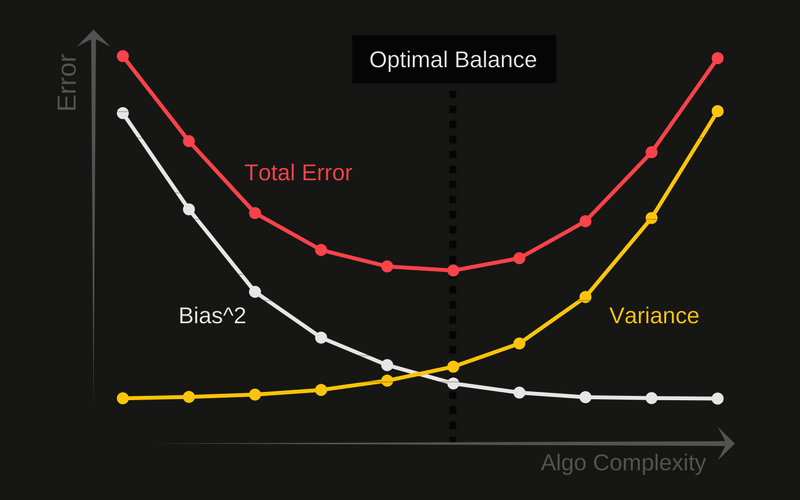 Optimal Balance
Error
Total Error
Bias^2
Variance
Algo Complexity